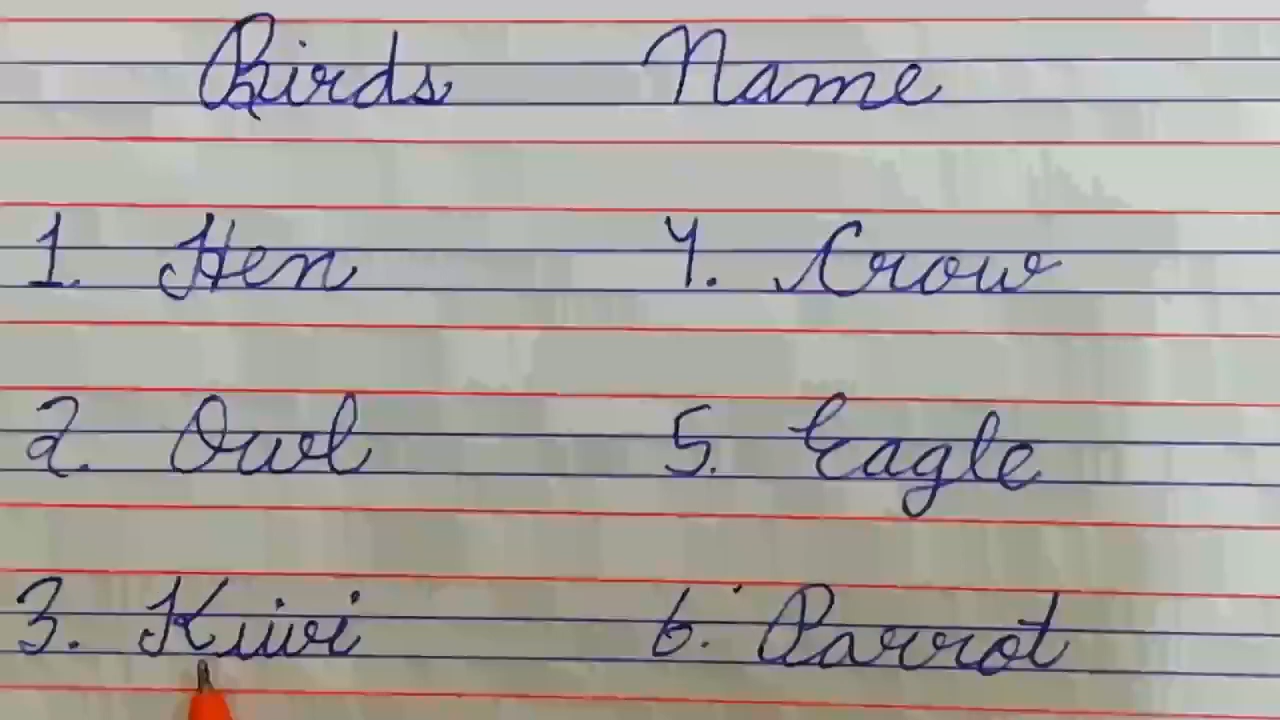 Birds Name
1. Hen
2. Owl
3. Kiwi
4. Crow
5. Eagle
6. Parrot